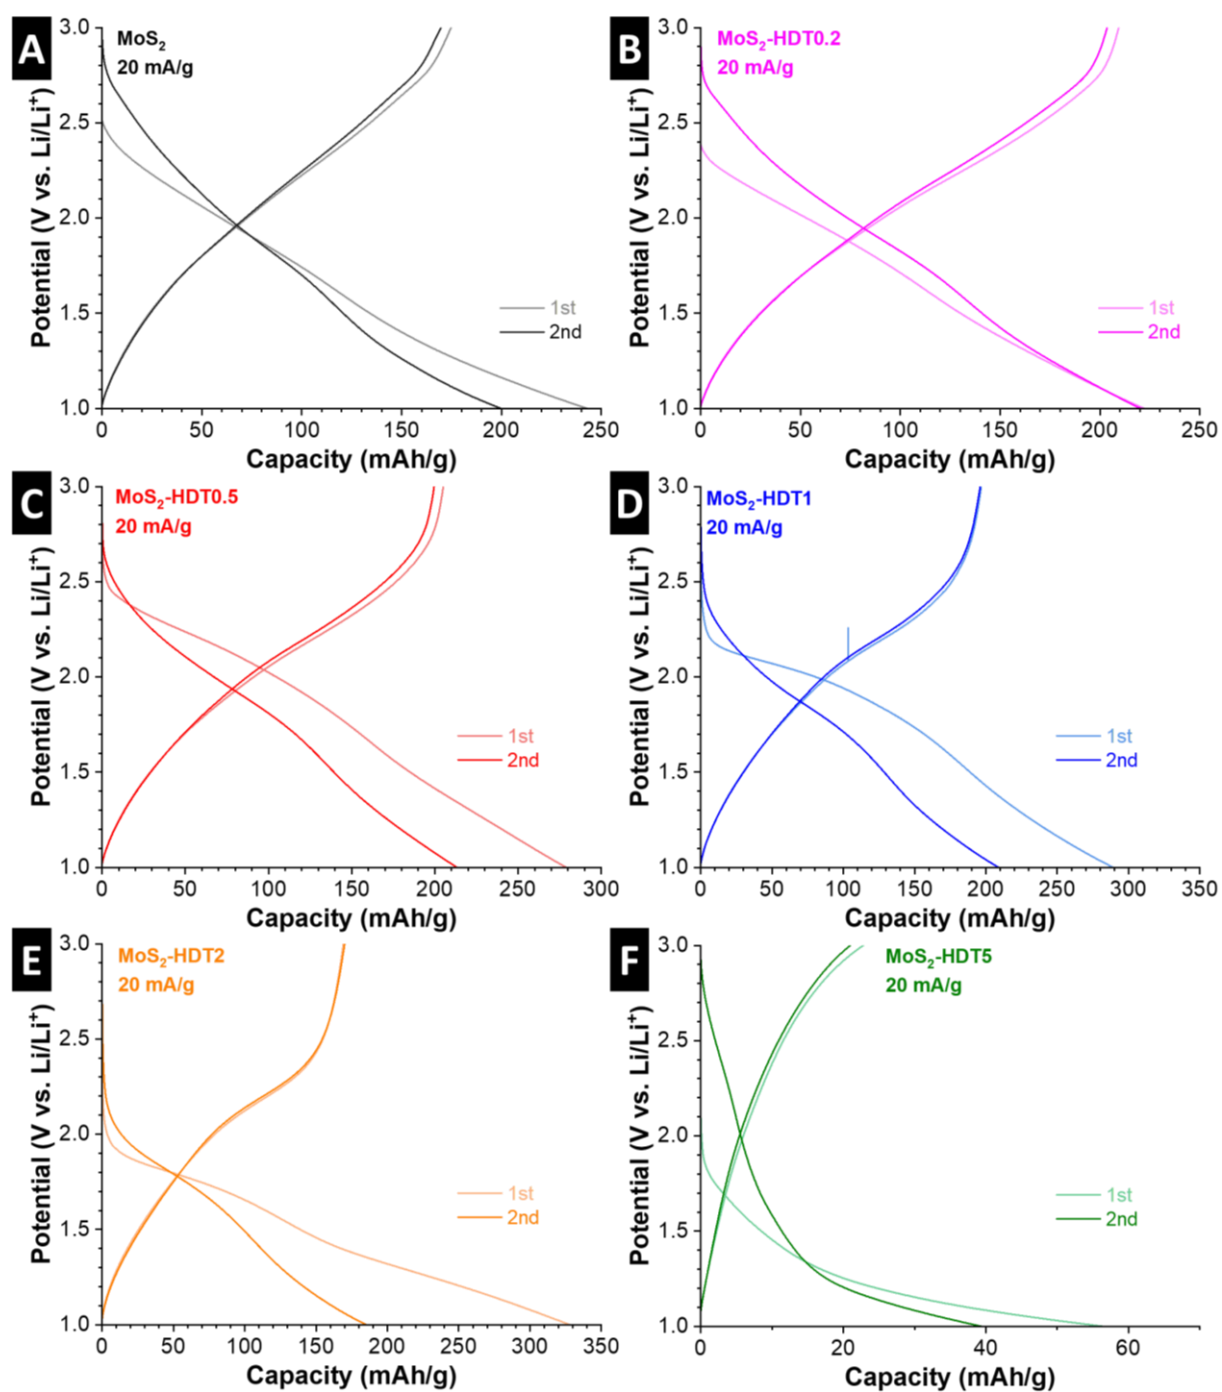 A
MoS2
20 mA/g
3.0
2.5
2.0
1.5
1.0
Potential (V vs. Li/Li+)
1st
2nd
0 50 100 150 200 250
Capacity (mAh/g)
B
MoS2-HDT0.2
20 mA/g
3.0
2.5
2.0
1.5
1.0
Potential (V vs. Li/Li+)
1st
2nd
0 50 100 150 200 250
Capacity (mAh/g)
C
MoS2-HDT0.5
20 mA/g
3.0
2.5
2.0
1.5
1.0
Potential (V vs. Li/Li+)
1st
2nd
0 50 100 150 200 250 300
Capacity (mAh/g)
D
MoS2-HDT1
20 mA/g
3.0
2.5
2.0
1.5
1.0
Potential (V vs. Li/Li+)
1st
2nd
0 50 100 150 200 250 300 350
Capacity (mAh/g)
E
MoS2-HDT2
20 mA/g
3.0
2.5
2.0
1.5
1.0
Potential (V vs. Li/Li+)
1st
2nd
0 50 100 150 200 250 300 350
Capacity (mAh/g)
F
MoS2-HDT5
20 mA/g
3.0
2.5
2.0
1.5
1.0
Potential (V vs. Li/Li+)
1st
2nd
0 20 40 60
Capacity (mAh/g)